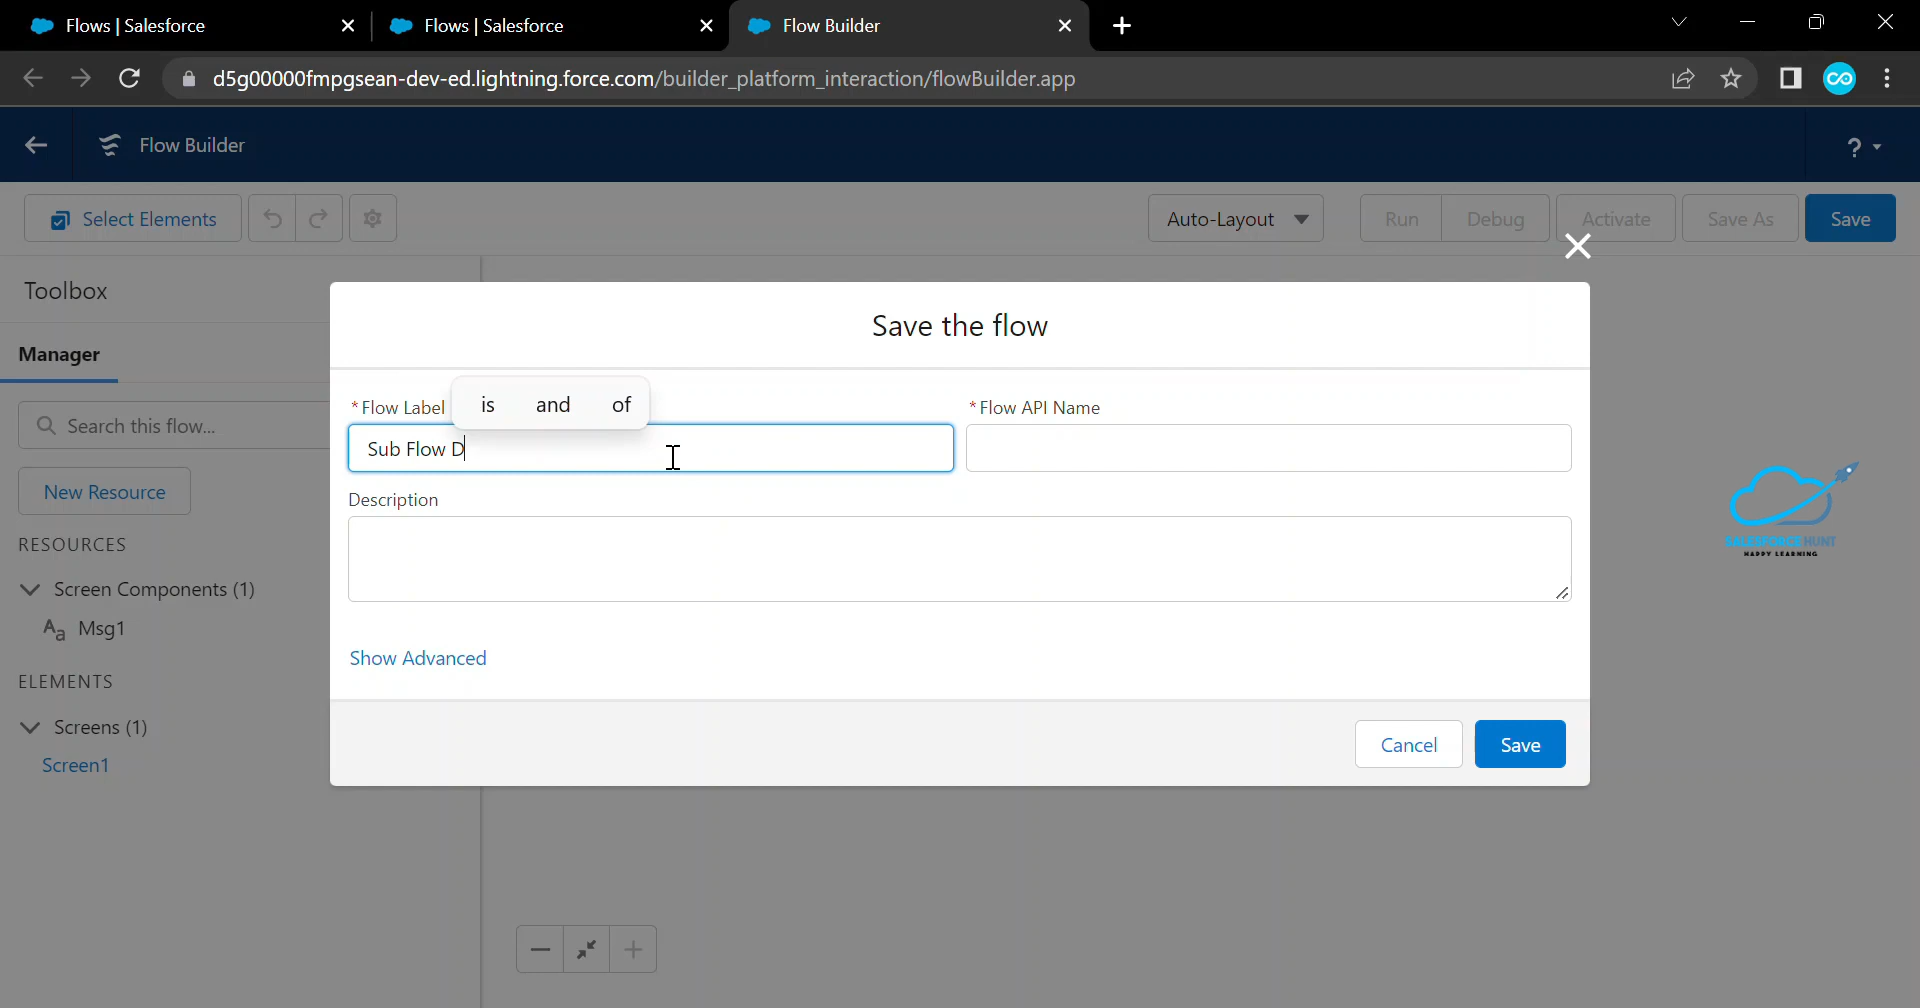 Flows | Salesforce
Flows | Salesforce
Flow Builder
d5g00000fmpgsean-dev-ed.lightning.force.com/builder_platform_interaction/flowBuilder.app
Flow Builder
?
Select Elements
Auto-Layout
Run
Debug
Activate
Save As
Save
Toolbox
Manager
Search this flow...
New Resource
RESOURCES
Screen Components (1)
Aa Msg1
ELEMENTS
Screens (1)
Screen1
Save the flow
* Flow Label
is and of
* Flow API Name
Sub Flow D
Description
Show Advanced
Cancel
Save
SALESFORCE HUNT
HAPPY LEARNING